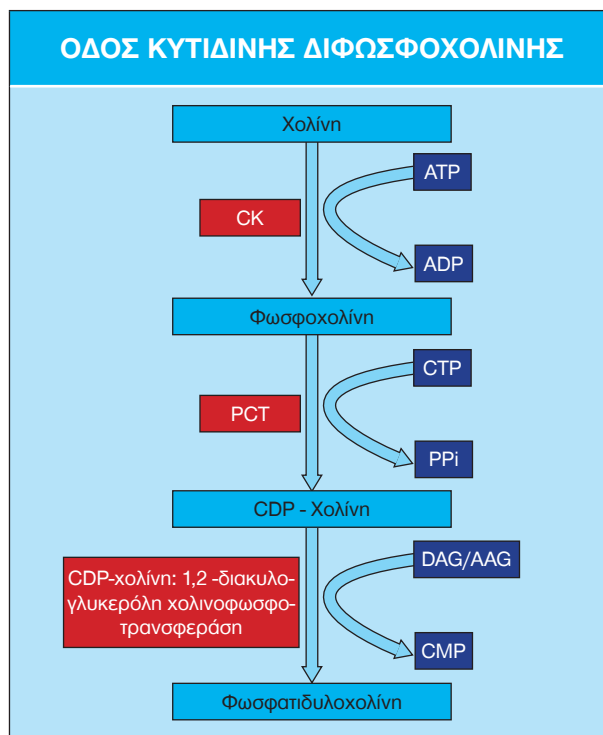 ΟΔΟΣ ΚΥΤΙΔΙΝΗΣ ΔΙΦΩΣΦΟΧΟΛΙΝΗΣ
Χολίνη
ATP
CK
ADP
Φωσφοχολίνη
CTP
PCT
PPi
CDP - Χολίνη
DAG/AAG
CDP-χολίνη: 1,2 -διακυλο-
γλυκερόλη χολινοφωσφο-
τρανσφεράση
CMP
Φωσφατιδυλοχολίνη